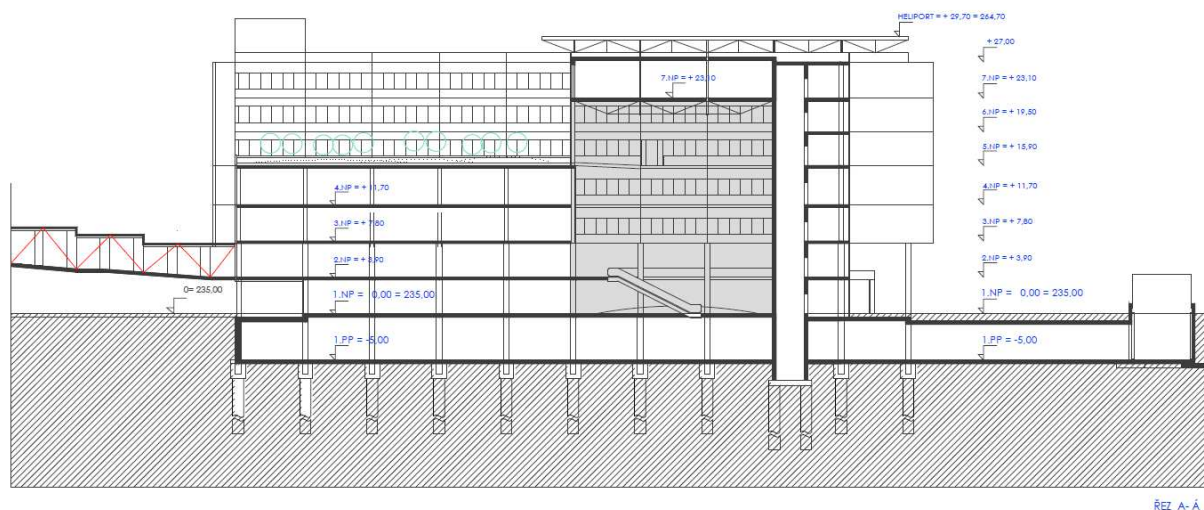 HELIPORT = + 29,70 = 264,70
+ 27,00
7.NP = + 23,10
7.NP = + 23,10
6.NP = + 19,50
5.NP = + 15,90
4.NP = + 11,70
4.NP = + 11,70
3.NP = + 7,80
3.NP = + 7,80
2.NP = + 3,90
2.NP = + 3,90
0= 235,00
1.NP = 0,00 = 235,00
1.NP = 0,00 = 235,00
1.PP = -5,00
1.PP = -5,00
ŘEZ A- Á